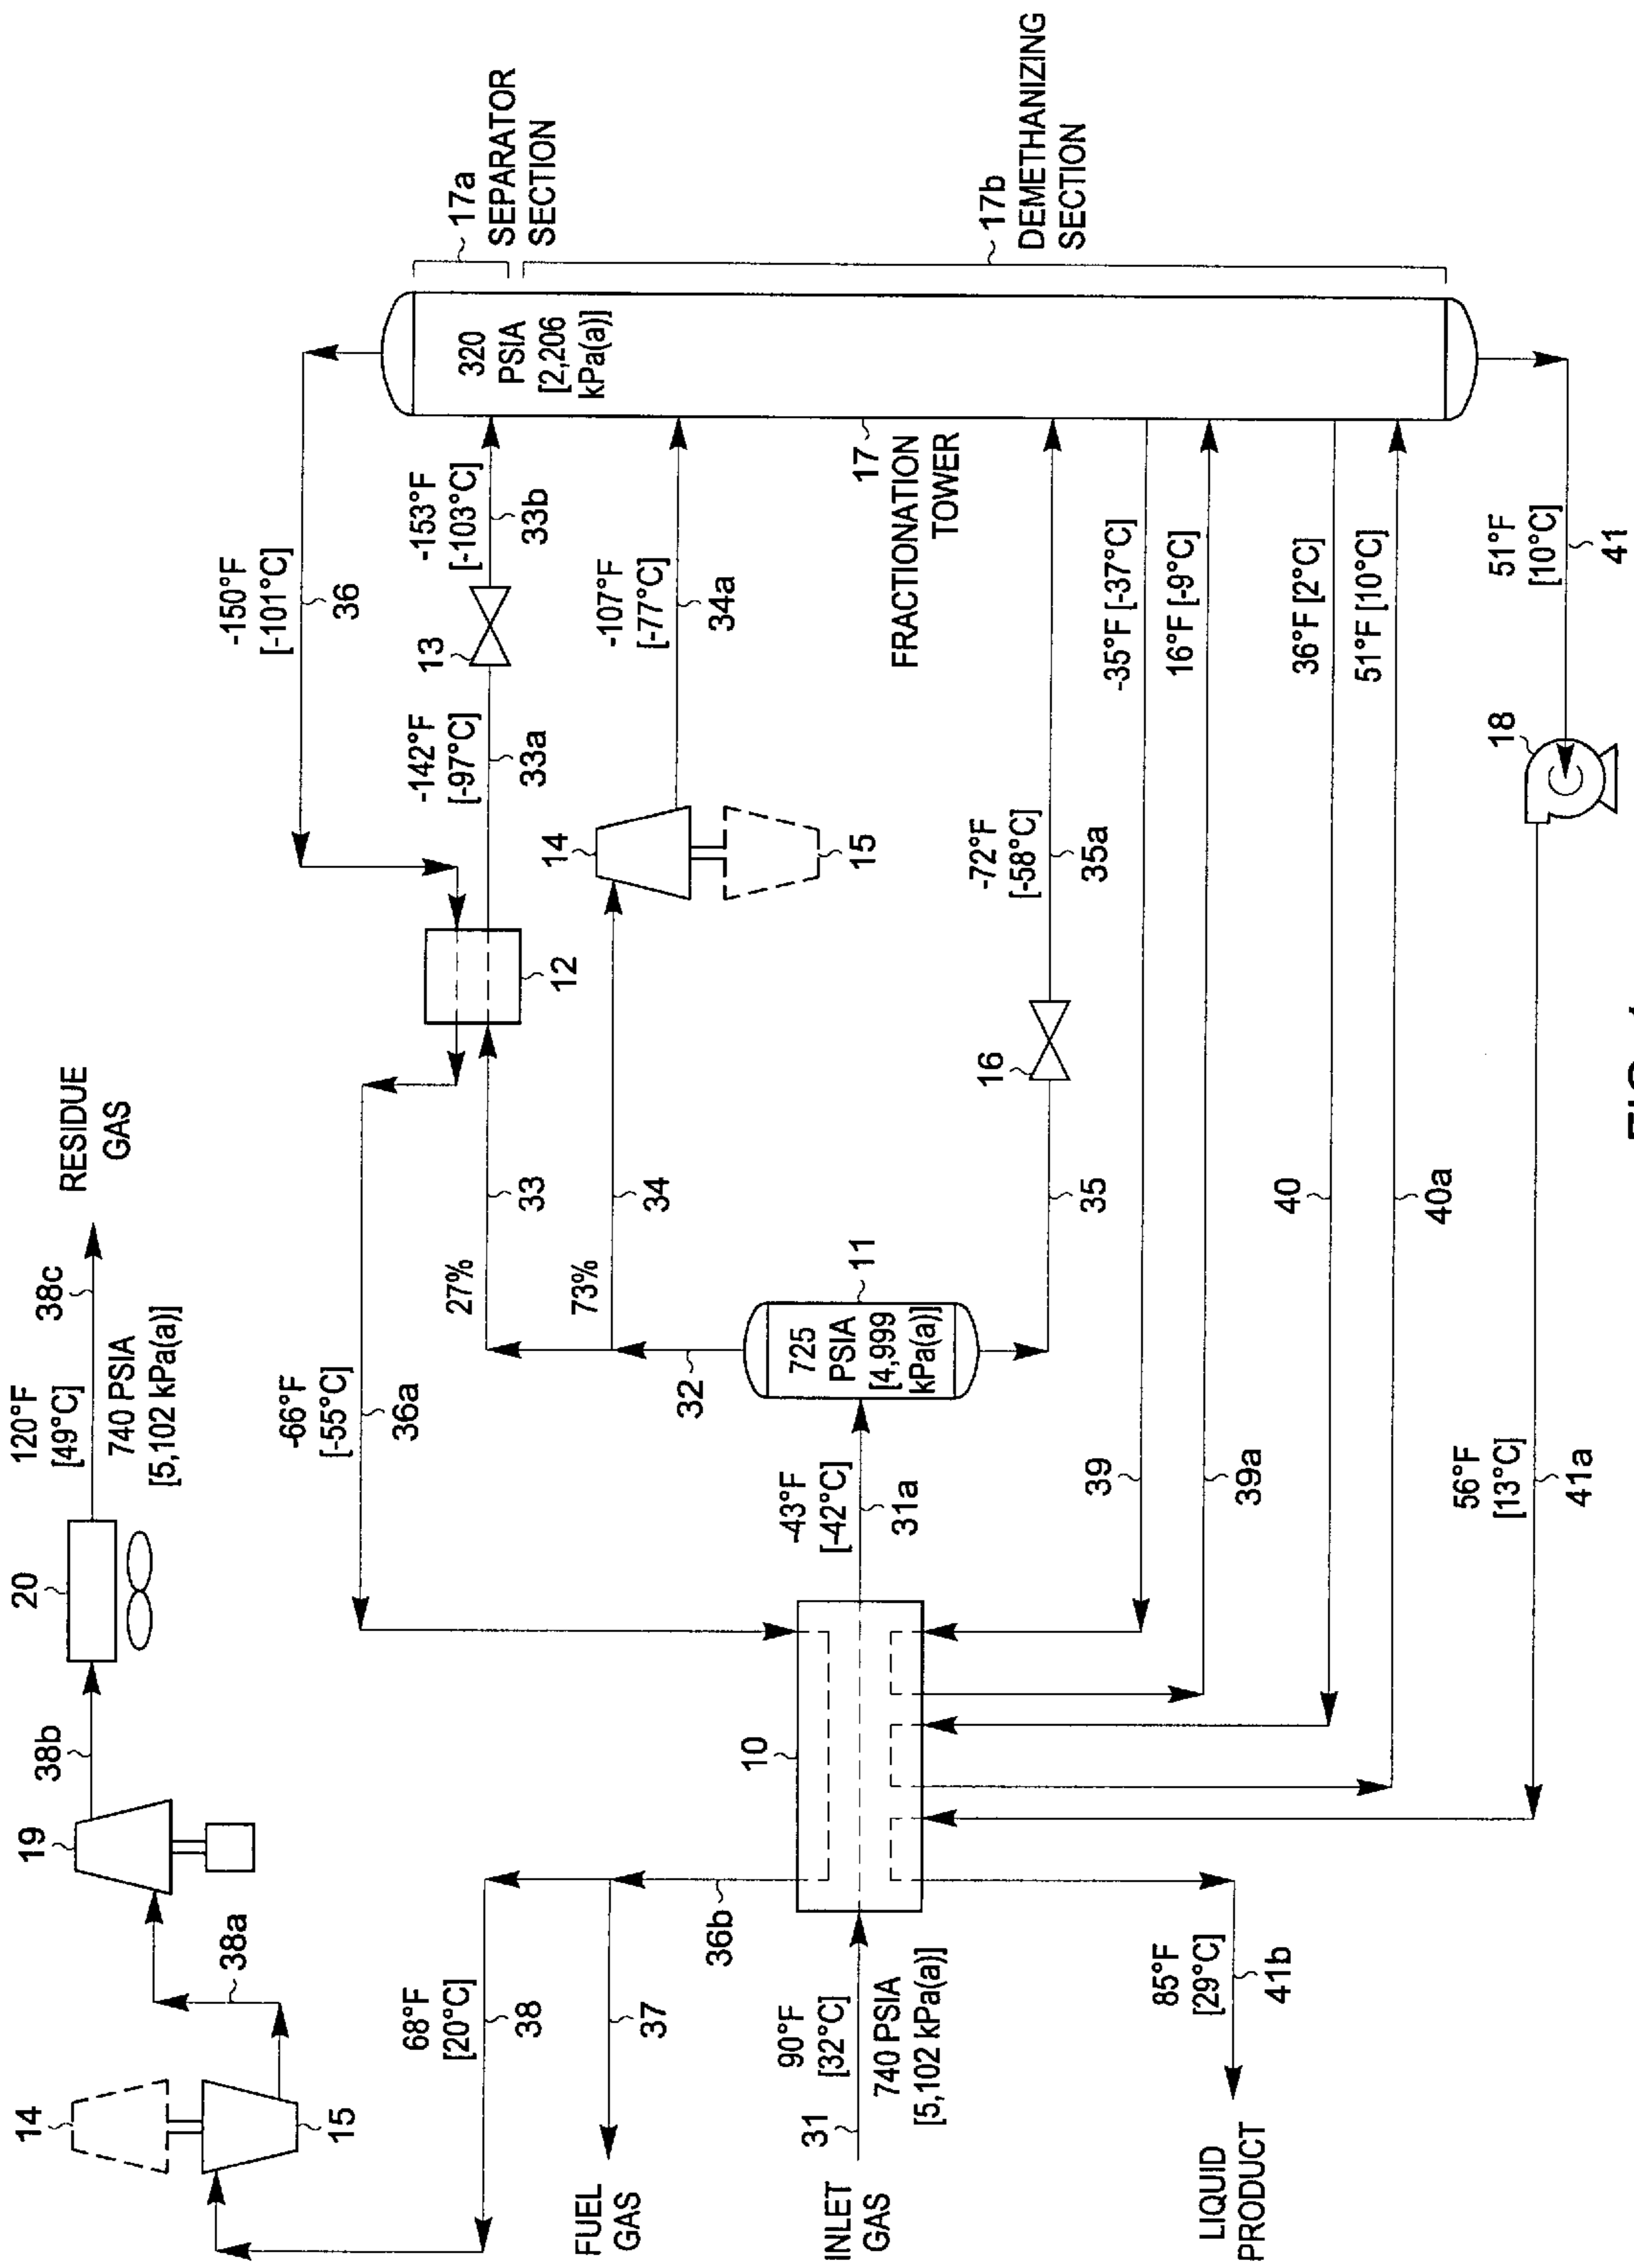 14
15
38a
19
38b
20
120°F
[49°C]
38c
740 PSIA
[5,102 kPa(a)]
RESIDUE
GAS
68°F
[20°C]
38
FUEL
GAS
37
36b
-66°F
[-55°C]
36a
-150°F
[-101°C]
36
12
-142°F
[-97°C]
33a
13
-153°F
[-103°C]
33b
27%
33
73%
34
14
15
-107°F
[-77°C]
34a
320
PSIA
[2,206
kPa(a)]
17a
SEPARATOR
SECTION
17b
DEMETHANIZING
SECTION
17
FRACTIONATION
TOWER
INLET
GAS
31
90°F
[32°C]
740 PSIA
[5,102 kPa(a)]
10
-43°F
[-42°C]
31a
32
725
PSIA
[4,999
kPa(a)]
11
35
16
-72°F
[-58°C]
35a
39
-35°F [-37°C]
39a
16°F [-9°C]
40
36°F [2°C]
40a
51°F [10°C]
LIQUID
PRODUCT
85°F
[29°C]
41b
56°F
[13°C]
41a
18
51°F
[10°C]
41